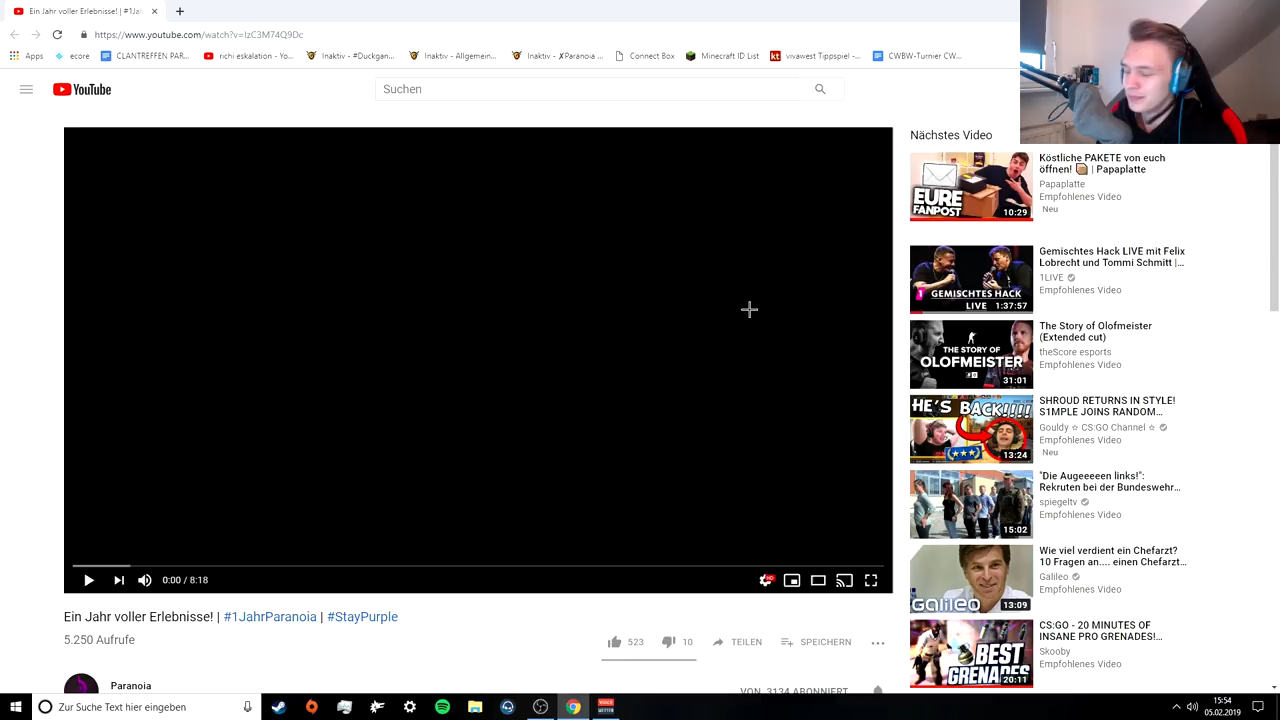 Ein Jahr voller Erlebnisse! | #1Jah
https://www.youtube.com/watch?v=lzC3M74Q9Dc
Apps
ecore
CLANTREFFEN PAR...
richi eskalation - Yo...
Inaktiv - #Duckgan...
Inaktiv - Allgemein...
Inaktiv - ✗Paranoia ...
Connect Box
Minecraft ID List
vivawest Tippspiel -...
CWBW-Turnier CW...
YouTube
Suchen
Nächstes Video
EURE
FANPOST
10:29
Köstliche PAKETE von euch
öffnen! | Papaplatte
Papaplatte
Empfohlenes Video
Neu
1 GEMISCHTES HACK
LIVE 1:37:57
Gemischtes Hack LIVE mit Felix
Lobrecht und Tommi Schmitt |...
1LIVE
Empfohlenes Video
THE STORY OF
OLOFMEISTER
31:01
The Story of Olofmeister
(Extended cut)
theScore esports
Empfohlenes Video
HE'S BACK!!!!
13:24
SHROUD RETURNS IN STYLE!
S1MPLE JOINS RANDOM...
Gouldy ☆ CS:GO Channel ☆
Empfohlenes Video
Neu
15:02
"Die Augeeeeen links!":
Rekruten bei der Bundeswehr...
spiegeltv
Empfohlenes Video
Galileo
13:09
Wie viel verdient ein Chefarzt?
10 Fragen an.... einen Chefarzt...
Galileo
Empfohlenes Video
BEST
GRENADES
20:11
CS:GO - 20 MINUTES OF
INSANE PRO GRENADES!...
Skooby
Empfohlenes Video
0:00 / 8:18
HD
Ein Jahr voller Erlebnisse! | #1JahrParanoia | #StayPurple
5.250 Aufrufe
523
10
TEILEN
SPEICHERN
Paranoia
VON 3134 ABONNIERT
Zur Suche Text hier eingeben
15:54
05.02.2019